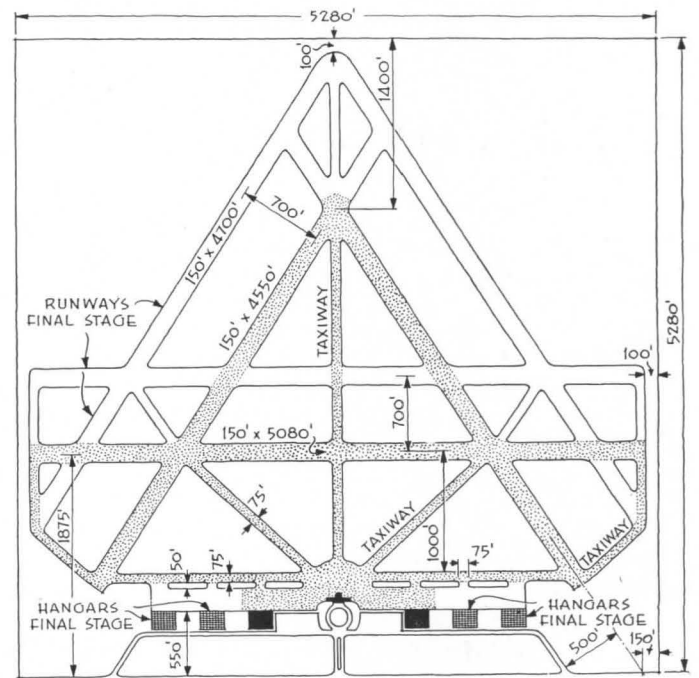 5280'
100'
1400'
700'
150' x 4700'
150' x 4550'
TAXIWAY
RUNWAYS
FINAL STAGE
5280'
100'
700'
150' x 5080'
75'
TAXIWAY
1000'
1875'
50'
75'
75'
TAXIWAY
HANGARS
FINAL STAGE
HANGARS
FINAL STAGE
550'
500'
150'